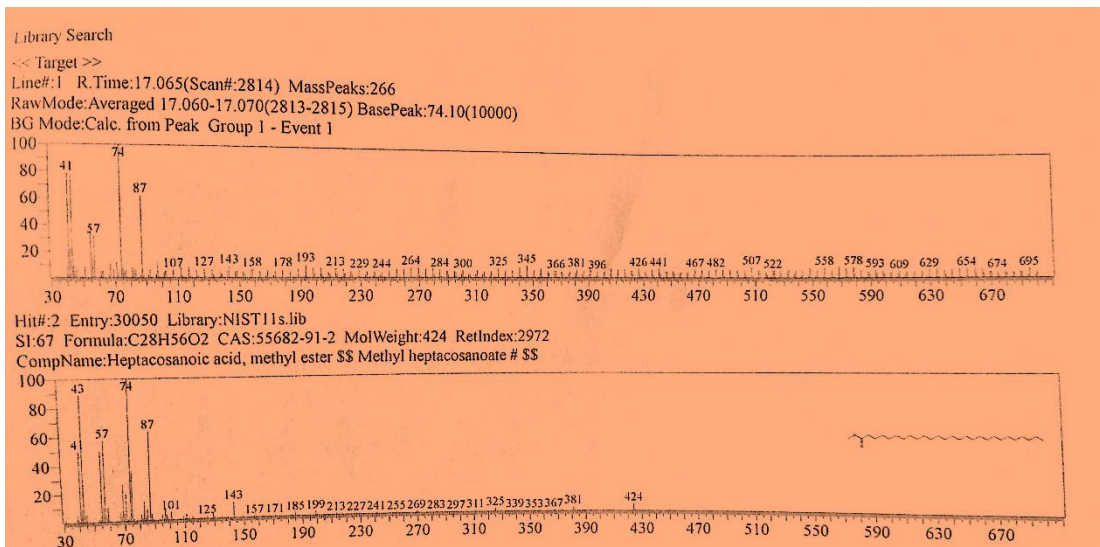 Library Search
<< Target >>
Line#:1 R.Time:17.065(Scan#:2814) MassPeaks:266
RawMode:Averaged 17.060-17.070(2813-2815) BasePeak:74.10(10000)
BG Mode:Calc. from Peak Group 1 - Event 1
100
80
60
40
20
41 57 74 87 107 127 143 158 178 193 213 229 244 264 284 300 325 345 366 381 396 426 441 467 482 507 522 558 578 593 609 629 654 674 695
30 70 110 150 190 230 270 310 350 390 430 470 510 550 590 630 670
Hit#:2 Entry:30050 Library:NIST11s.lib
SI:67 Formula:C28H56O2 CAS:55682-91-2 MolWeight:424 RetIndex:2972
CompName:Heptacosanoic acid, methyl ester $$ Methyl heptacosanoate # $$
100
80
60
40
20
41 43 57 74 87 101 125 143 157 171 185 199 213 227 241 255 269 283 297 311 325 339 353 367 381 424
30 70 110 150 190 230 270 310 350 390 430 470 510 550 590 630 670